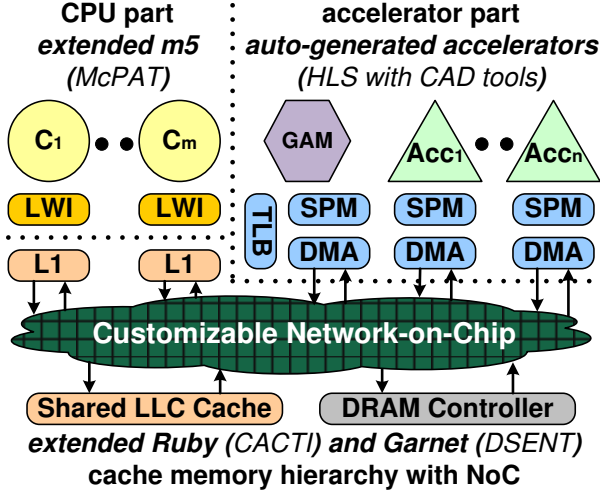 CPU part
extended m5
(McPAT)
accelerator part
auto-generated accelerators
(HLS with CAD tools)
C1
Cm
GAM
Acc1
Accn
LWI
LWI
TLB
SPM
SPM
SPM
L1
L1
DMA
DMA
DMA
Customizable Network-on-Chip
Shared LLC Cache
DRAM Controller
extended Ruby (CACTI) and Garnet (DSENT)
cache memory hierarchy with NoC